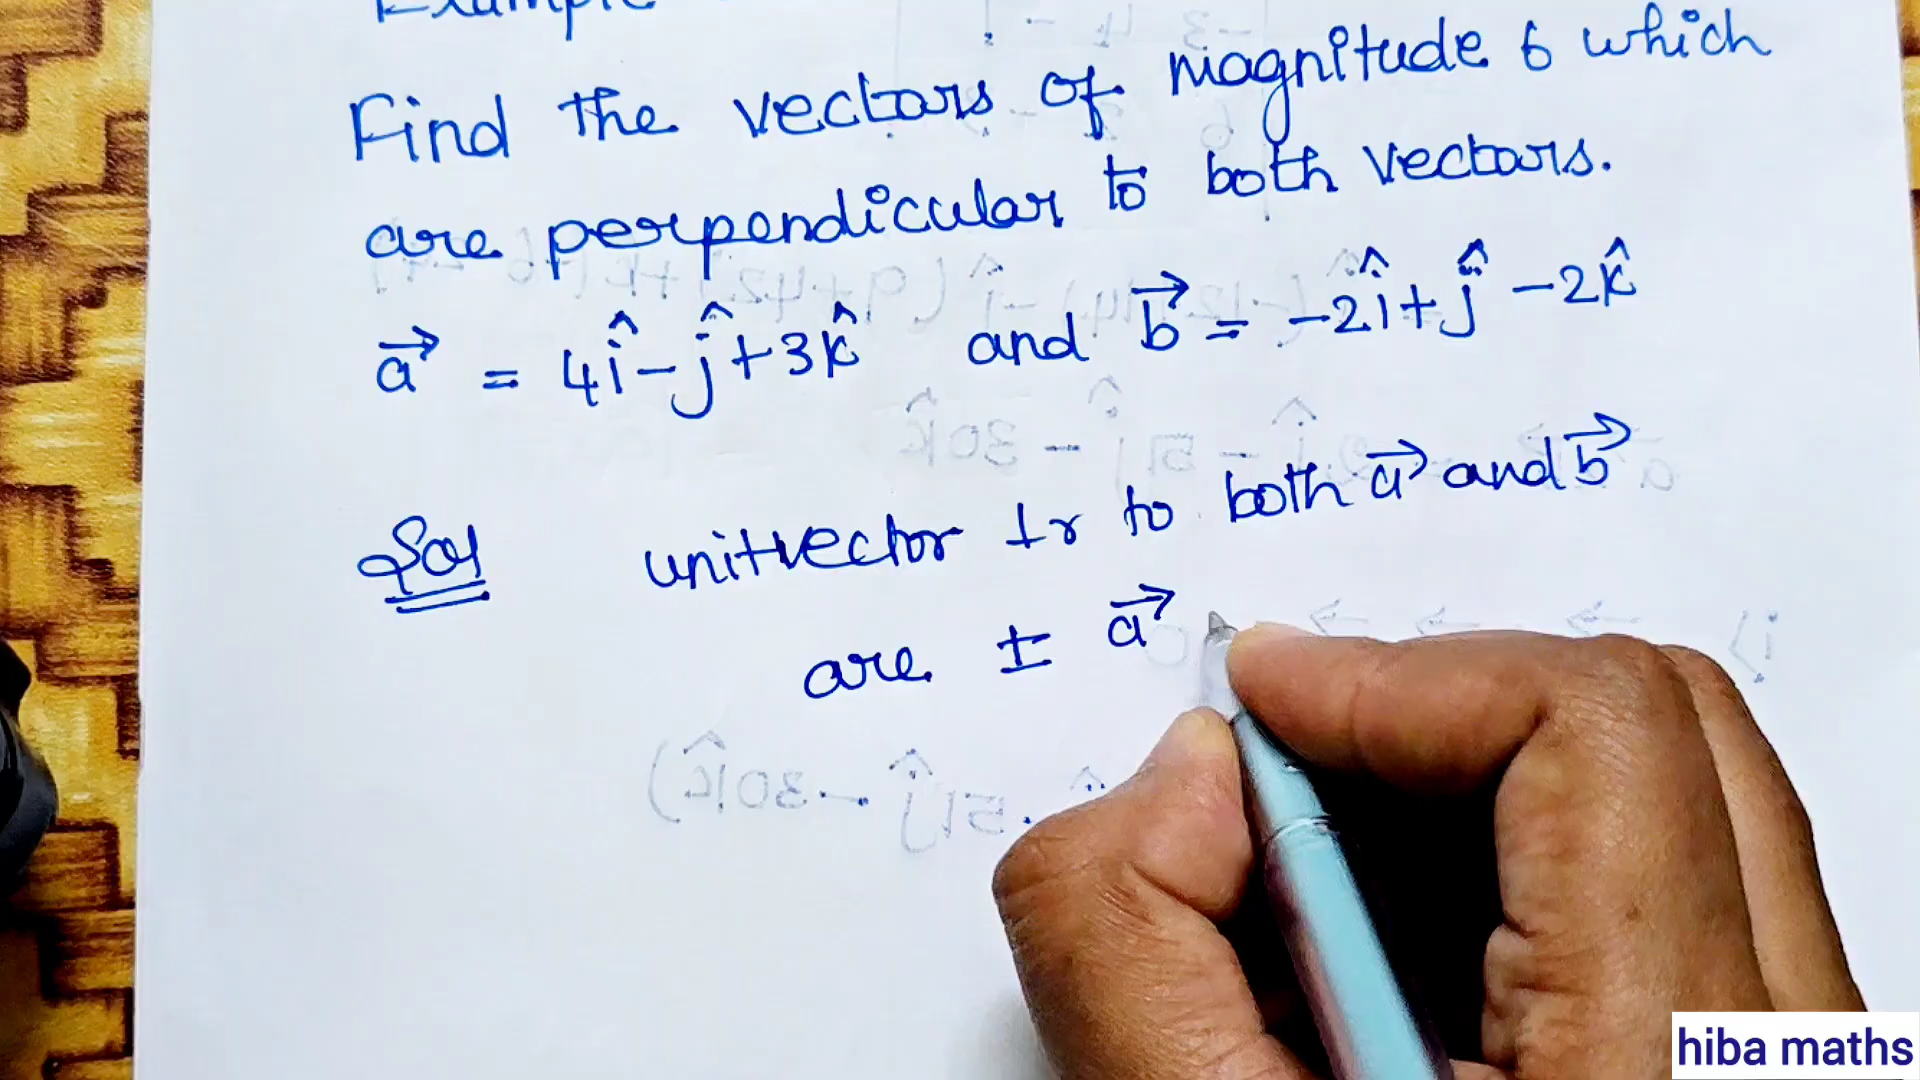 Example
Find the vectors of magnitude 6 which
are perpendicular to both vectors.
a⃗ = 4î-ĵ+3k̂ and b⃗ = -2î+ĵ-2k̂
Sol unitvector ⊥r to both a⃗ and b⃗
are ± a⃗
hiba maths